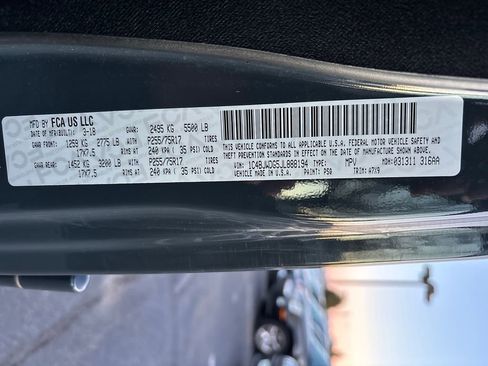 MFD BY FCA US LLC
DATE OF MFR(BUILT): 3-18 GVWR: 2495 KG 5500 LB
GAWR FRONT: 1259 KG 2775 LB WITH P255/75R17 TIRES
17X7.5 RIMS AT 240 KPA ( 35 PSI) COLD
GAWR REAR: 1452 KG 3200 LB WITH P255/75R17 TIRES
17X7.5 RIMS AT 240 KPA ( 35 PSI) COLD
THIS VEHICLE CONFORMS TO ALL APPLICABLE U.S.A. FEDERAL MOTOR VEHICLE SAFETY
AND THEFT PREVENTION STANDARDS IN EFFECT ON THE DATE OF MANUFACTURE SHOWN ABOVE.
VIN: 1C4BJWDG5JL888194 TYPE: MPV MDH: 031311 316AA
VEHICLE MADE IN U.S.A. PAINT: PSQ TRIM: A7X9